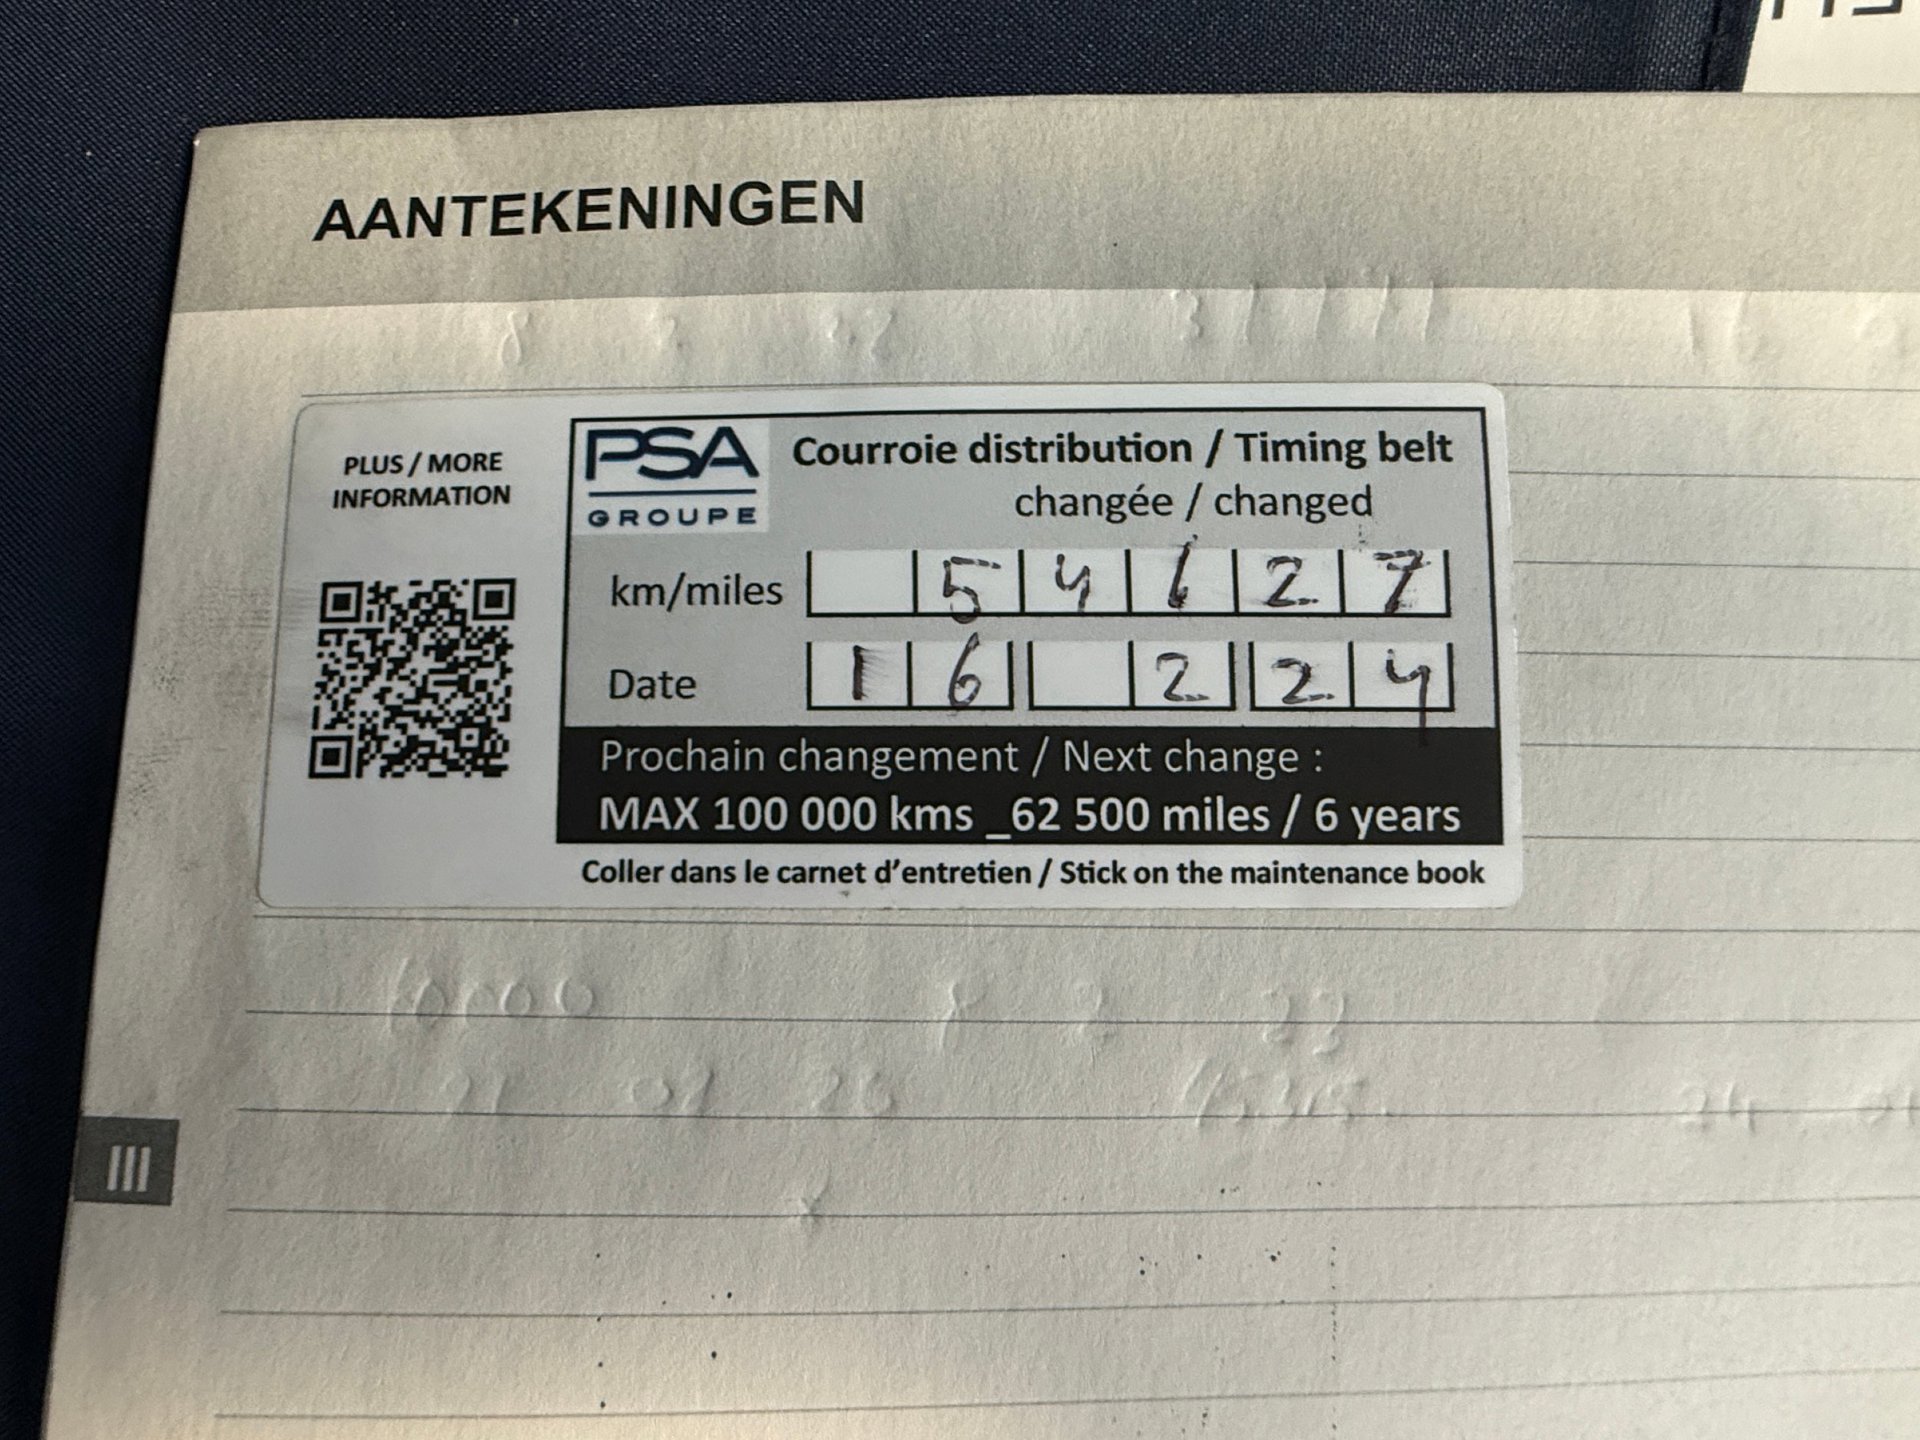 AANTEKENINGEN
PLUS / MORE
INFORMATION
PSA
GROUPE
Courroie distribution / Timing belt
changée / changed
km/miles 54627
Date 16 2 24
Prochain changement / Next change :
MAX 100 000 kms _62 500 miles / 6 years
Coller dans le carnet d'entretien / Stick on the maintenance book
III